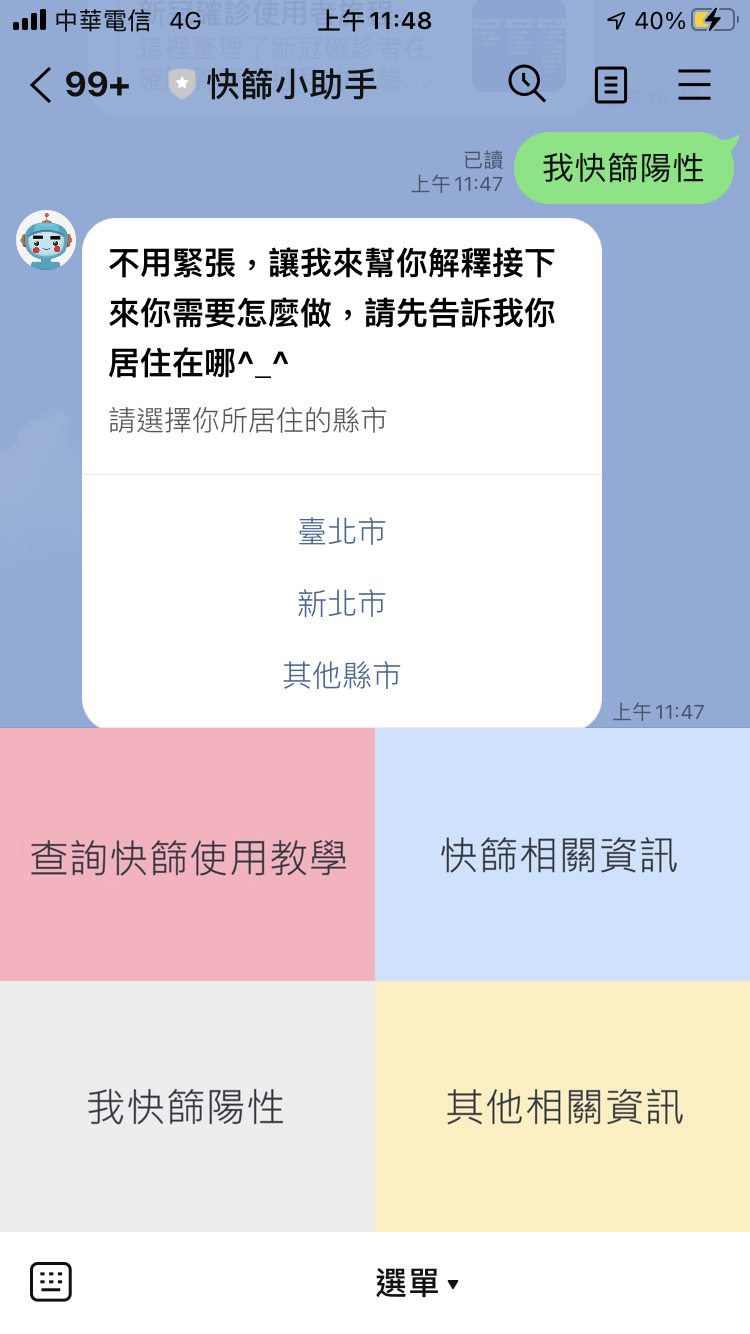 中華電信 4G 上午11:48 40%
99+ 快篩小助手
已讀
上午11:47
我快篩陽性
不用緊張，讓我來幫你解釋接下
來你需要怎麼做，請先告訴我你
居住在哪^_^
請選擇你所居住的縣市
臺北市
新北市
其他縣市
上午11:47
查詢快篩使用教學
快篩相關資訊
我快篩陽性
其他相關資訊
選單